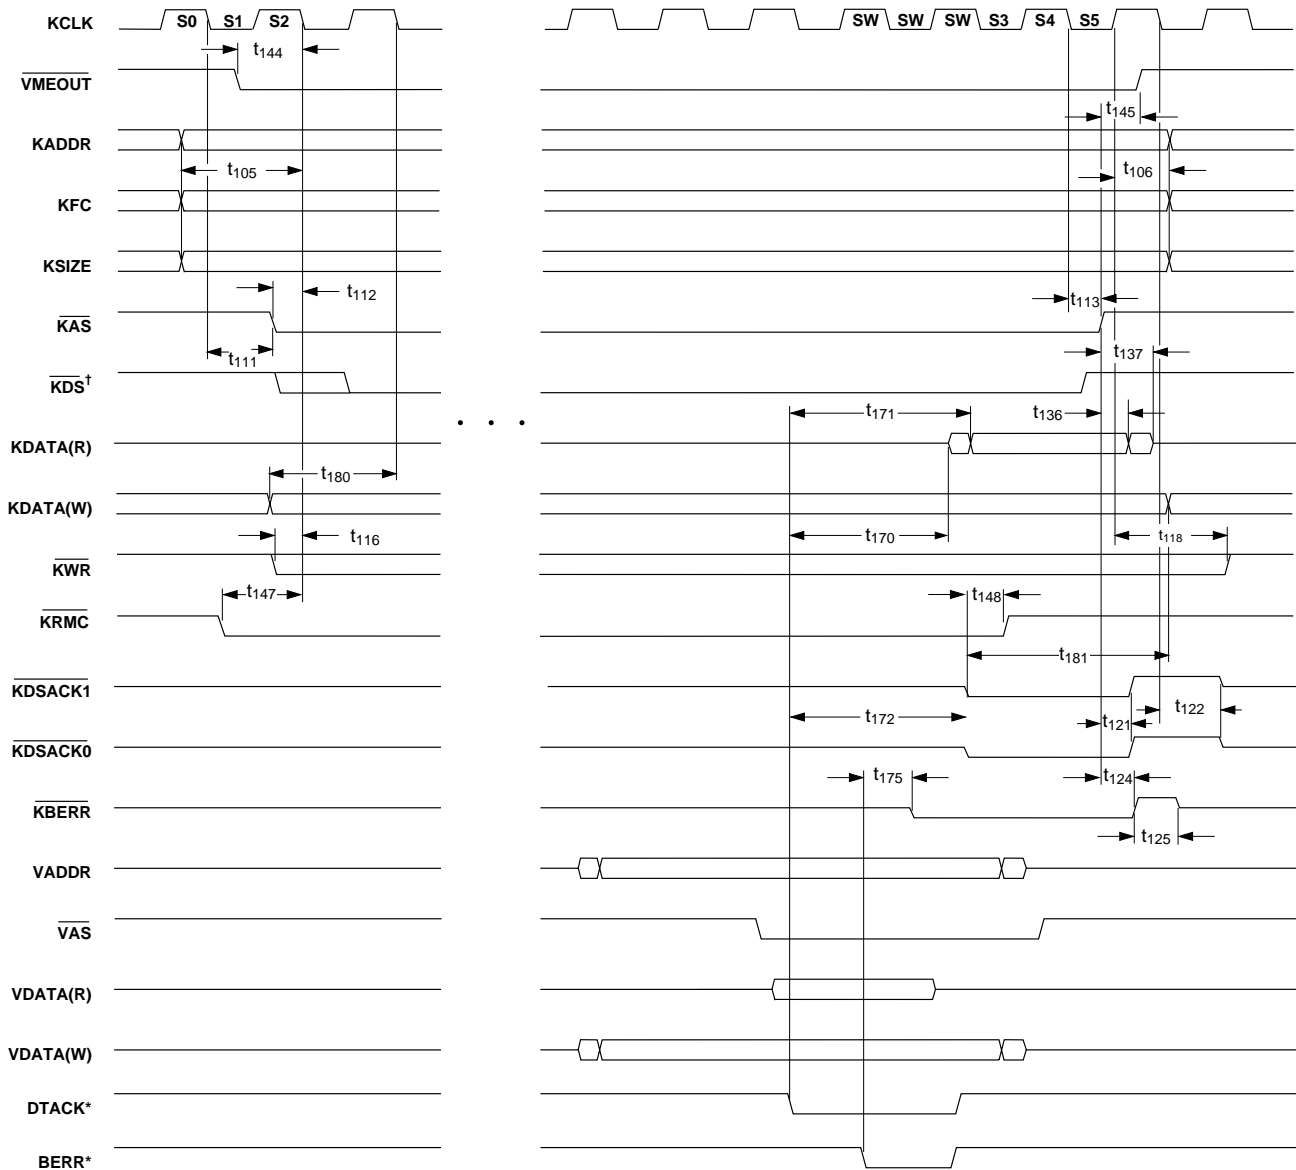 KCLK S0 S1 S2 SW SW SW S3 S4 S5
t144
VMEOUT
t145
KADDR
t105 t106
KFC
KSIZE
t112 t113
KAS
t111 t137
KDS†
t171 t136
. . .
KDATA(R)
t180
KDATA(W)
t116 t170 t118
KWR
t147 t148
KRMC
t181
KDSACK1
t172 t121 t122
KDSACK0
t175 t124
KBERR
t125
VADDR
VAS
VDATA(R)
VDATA(W)
DTACK*
BERR*